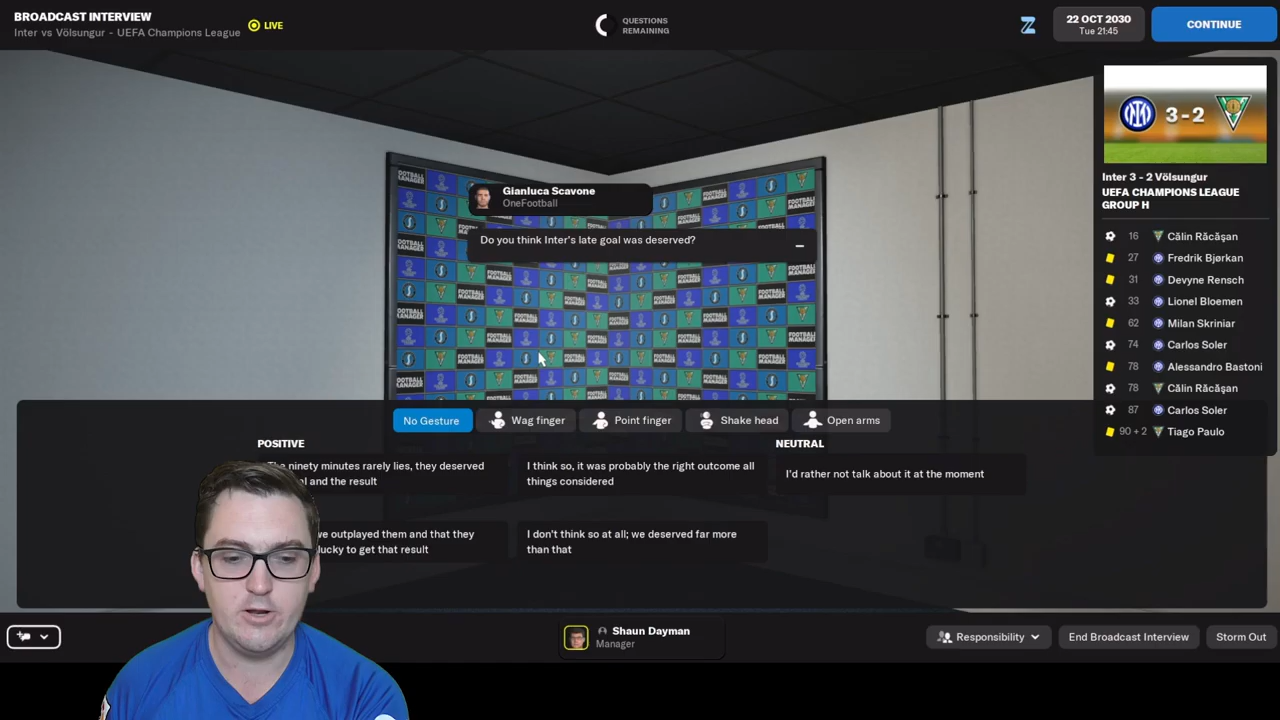 BROADCAST INTERVIEW
Inter vs Völsungur - UEFA Champions League
LIVE
QUESTIONS
REMAINING
22 OCT 2030
Tue 21:45
CONTINUE
3-2
Inter 3 - 2 Völsungur
UEFA CHAMPIONS LEAGUE
GROUP H
16 Călin Răcășan
27 Fredrik Bjørkan
31 Devyne Rensch
33 Lionel Bloemen
62 Milan Skriniar
74 Carlos Soler
78 Alessandro Bastoni
78 Călin Răcășan
87 Carlos Soler
90 + 2 Tiago Paulo
Gianluca Scavone
OneFootball
Do you think Inter's late goal was deserved?
No Gesture
Wag finger
Point finger
Shake head
Open arms
POSITIVE
NEUTRAL
ninety minutes rarely lies, they deserved
and the result
I think so, it was probably the right outcome all
things considered
I'd rather not talk about it at the moment
we outplayed them and that they
lucky to get that result
I don't think so at all; we deserved far more
than that
Shaun Dayman
Manager
Responsibility
End Broadcast Interview
Storm Out